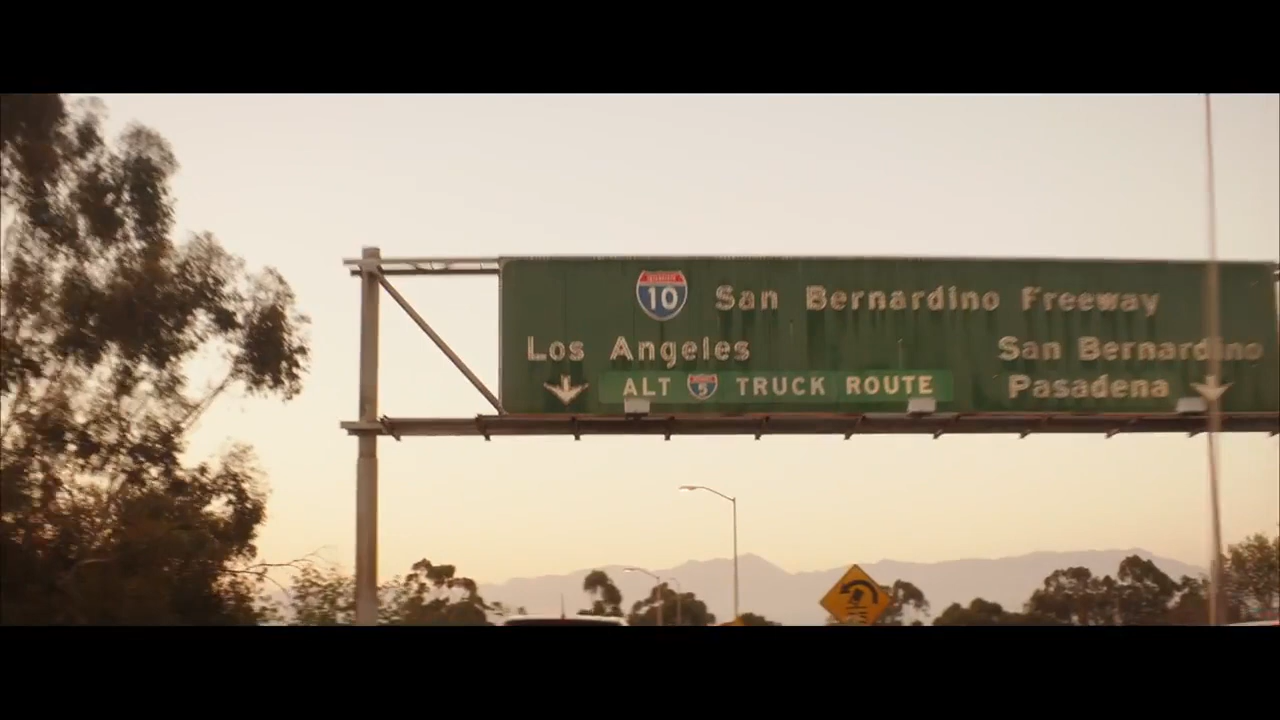 10 San Bernardino Freeway
Los Angeles
San Bernardino
ALT 5 TRUCK ROUTE
Pasadena